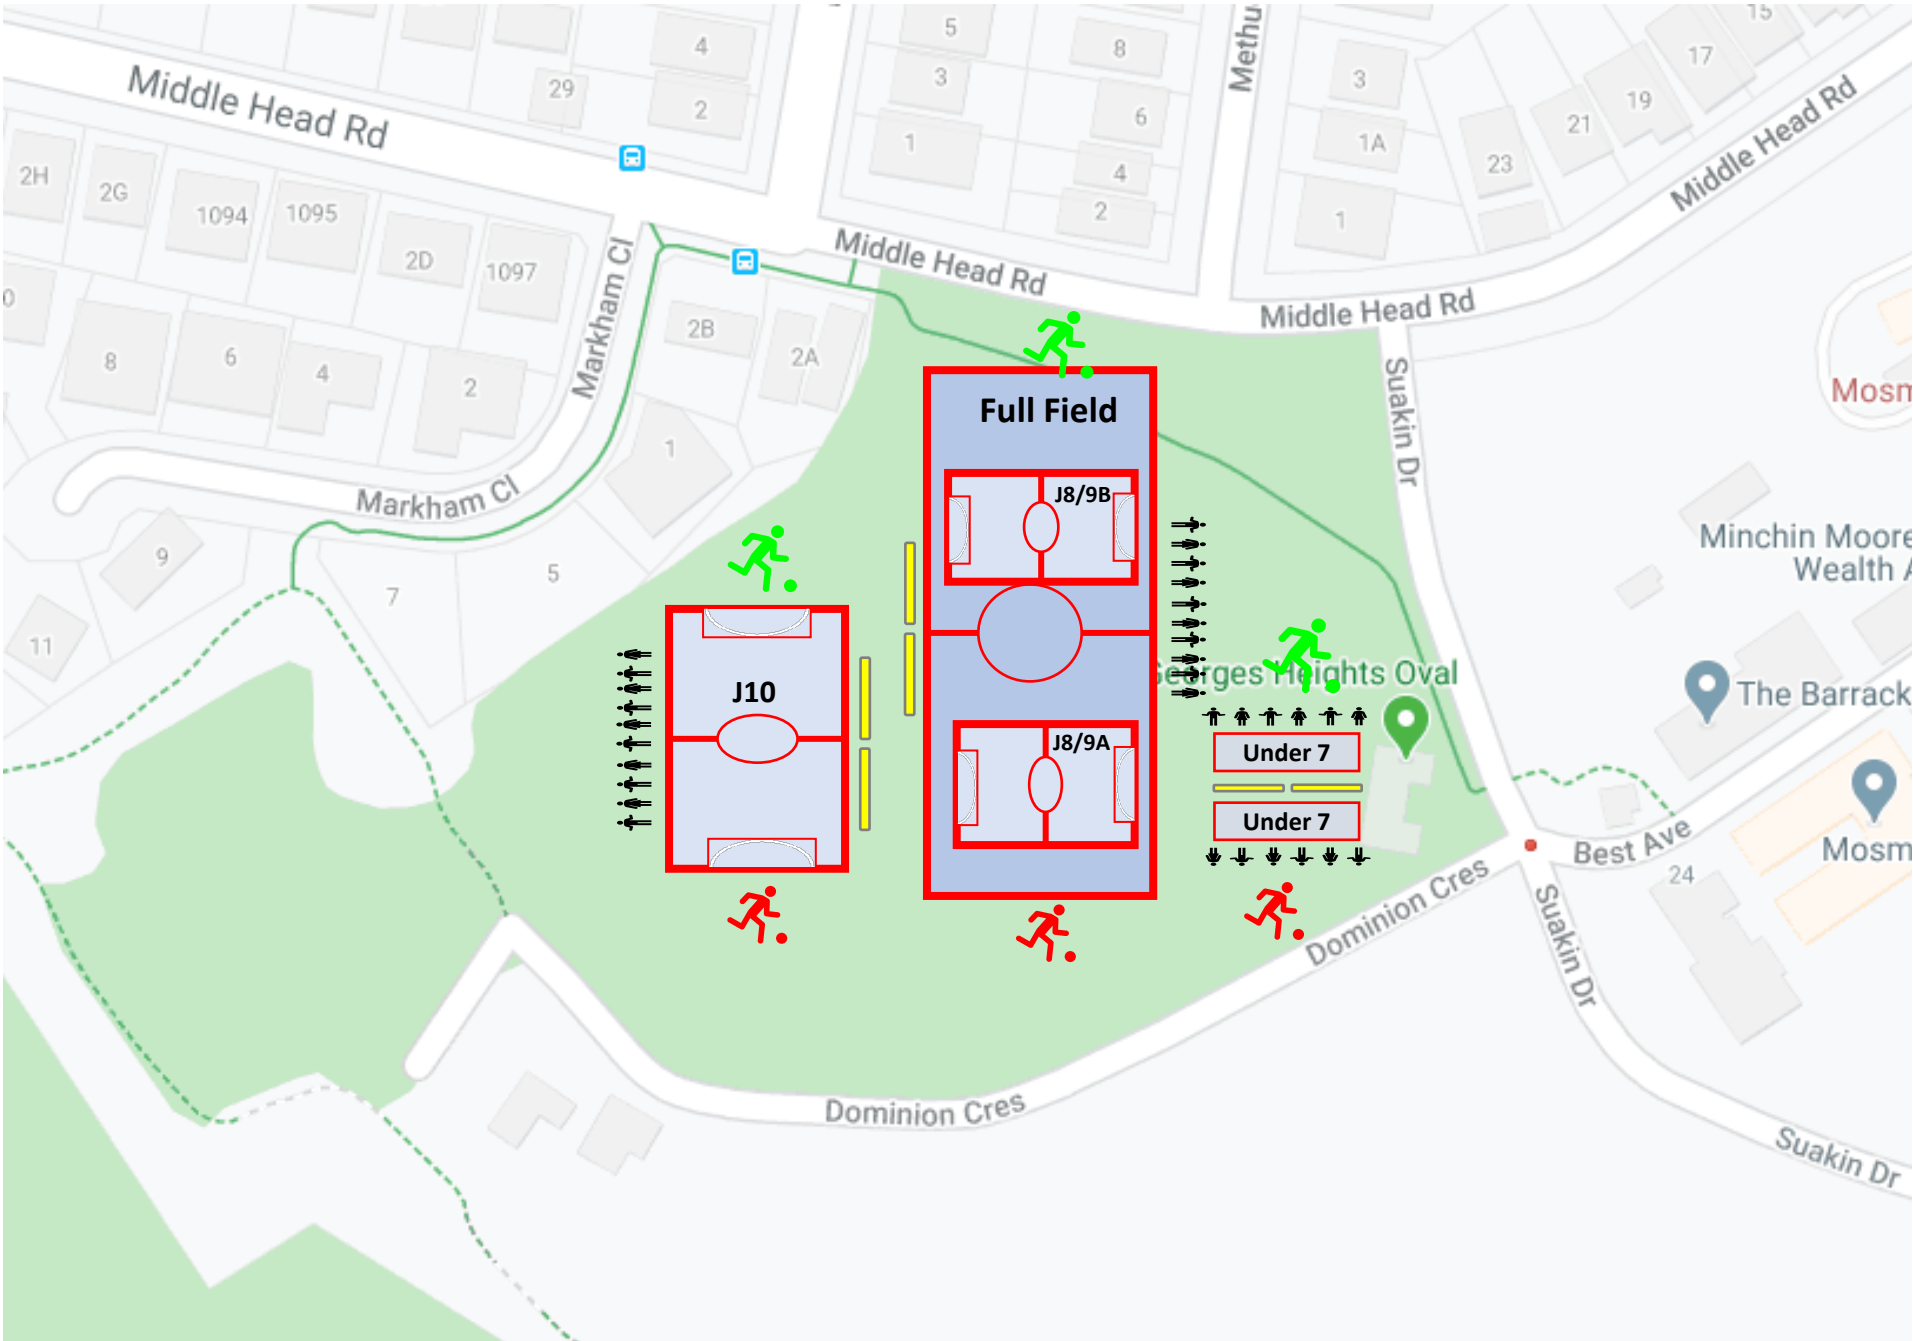 4
5
8
15
3
3
17
29
2
6
19
1
1A
21
4
23
2H
2G
1094
1095
2
1
2D
1097
Middle Head Rd
Middle Head Rd
Middle Head Rd
Middle Head Rd
Markham Cl
Markham Cl
8
6
4
2
2B
2A
1
9
7
5
11
Full Field
J8/9B
J10
J8/9A
Georges Heights Oval
Under 7
Under 7
Suakin Dr
Mosm
Minchin Moore
Wealth A
The Barrack
Best Ave
Mosm
24
Dominion Cres
Suakin Dr
Dominion Cres
Suakin Dr